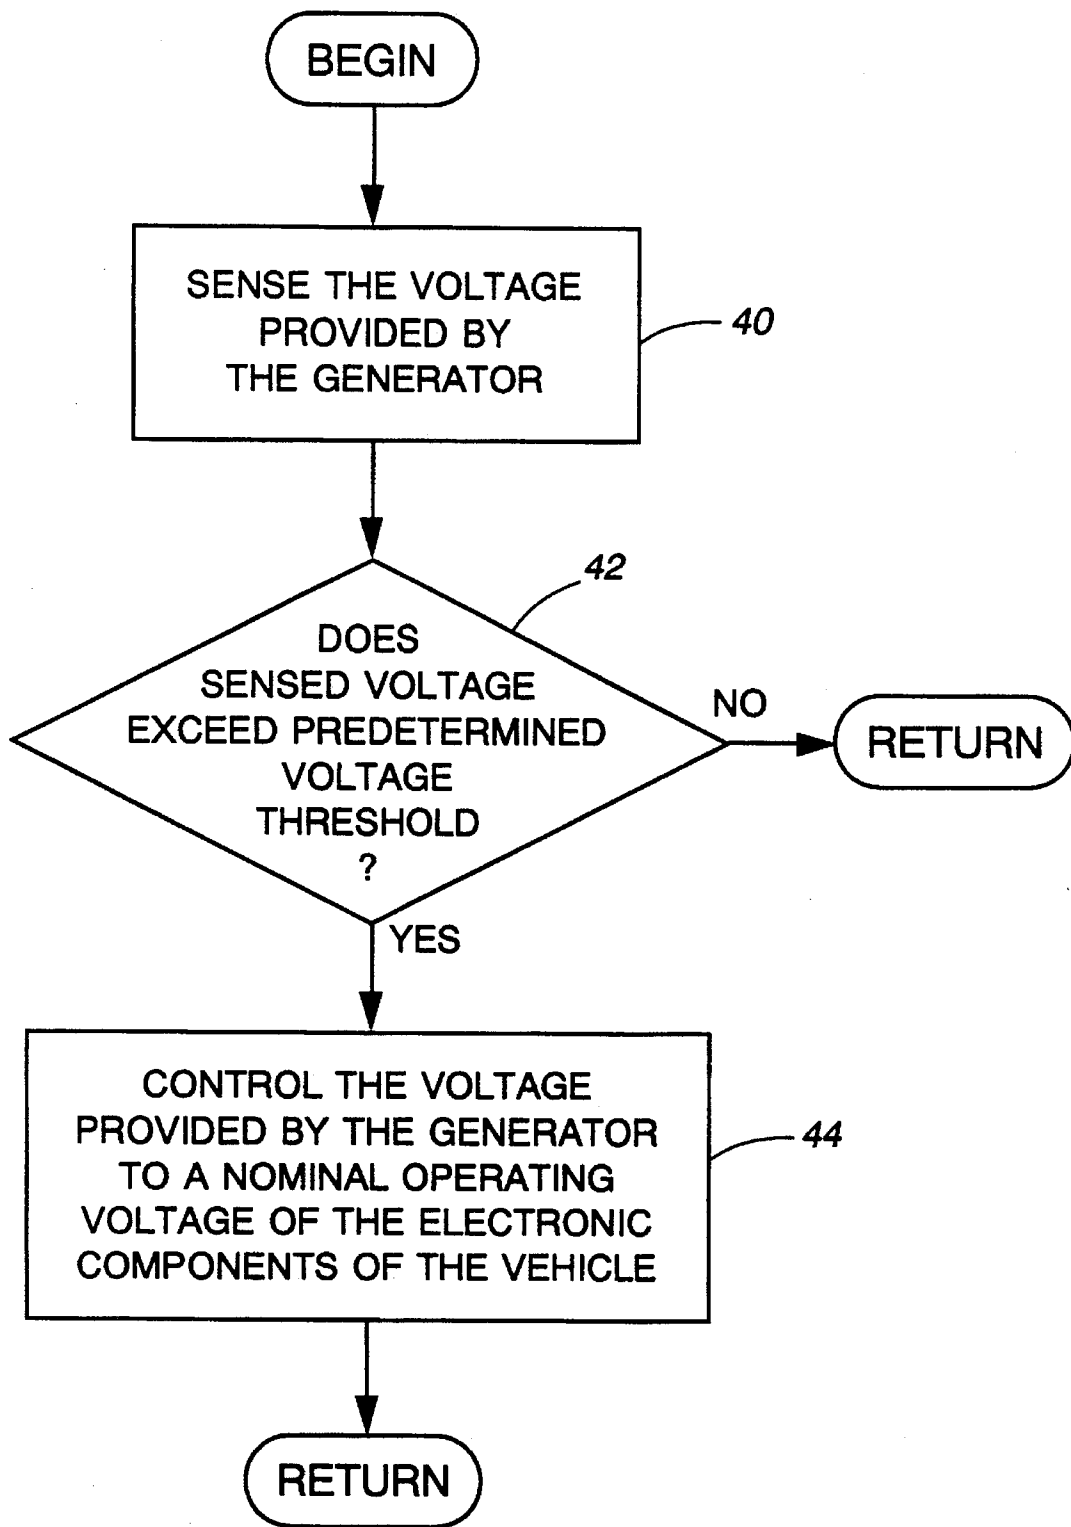 BEGIN
SENSE THE VOLTAGE
PROVIDED BY
THE GENERATOR
40
42
DOES
SENSED VOLTAGE
EXCEED PREDETERMINED
VOLTAGE
THRESHOLD
?
NO
RETURN
YES
CONTROL THE VOLTAGE
PROVIDED BY THE GENERATOR
TO A NOMINAL OPERATING
VOLTAGE OF THE ELECTRONIC
COMPONENTS OF THE VEHICLE
44
RETURN